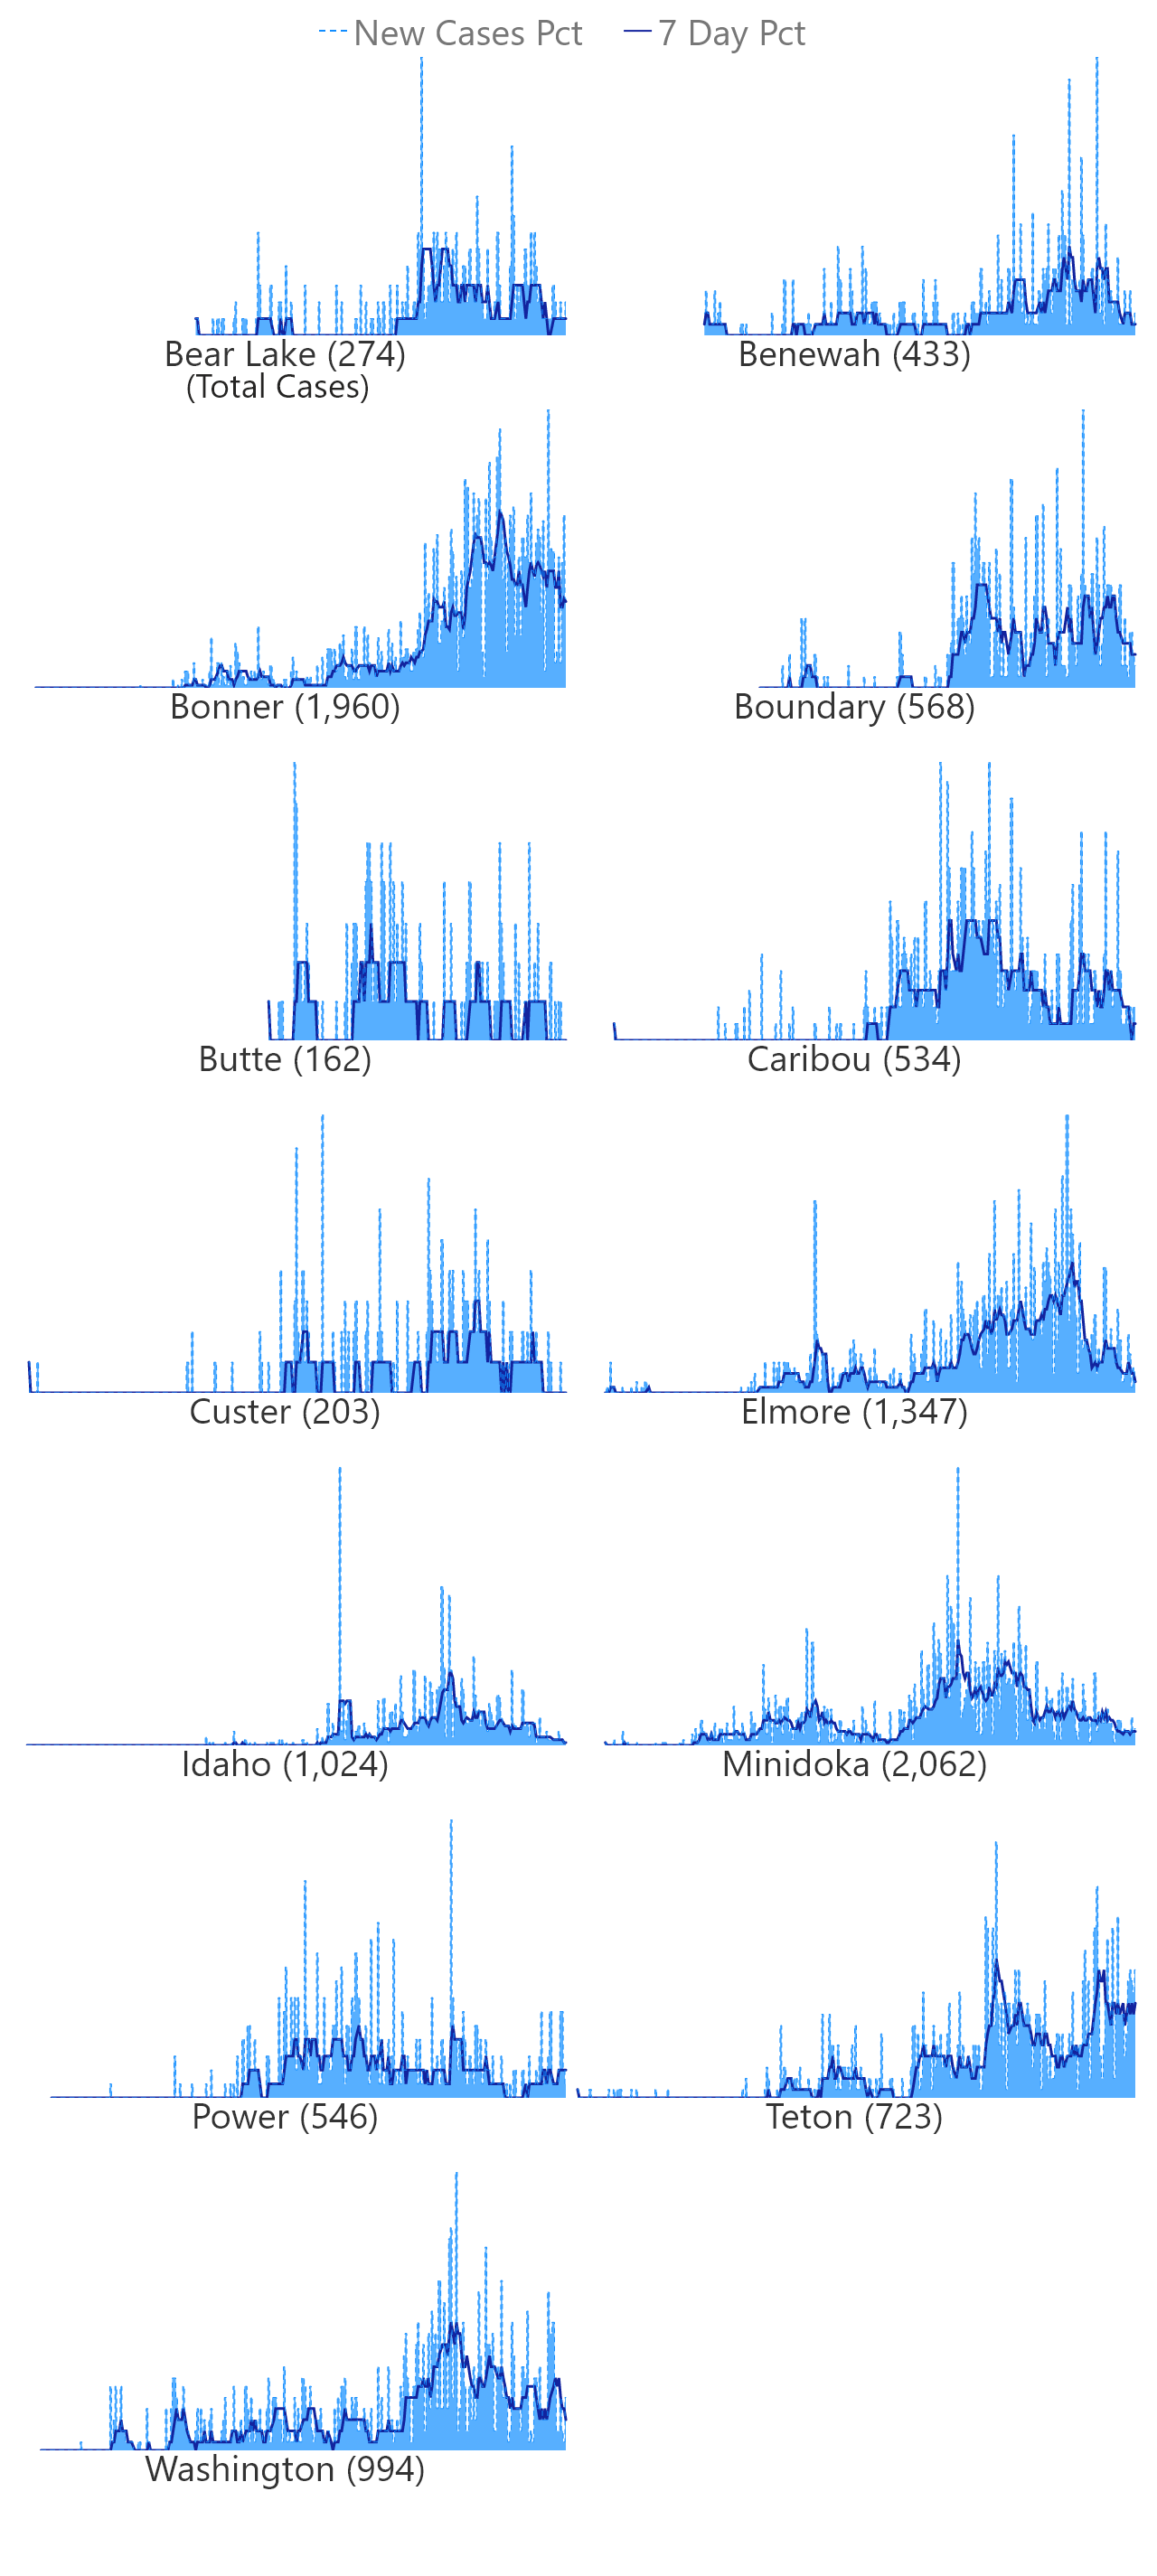 New Cases Pct 7 Day Pct
Bear Lake (274)
(Total Cases)
Benewah (433)
Bonner (1,960)
Boundary (568)
Butte (162)
Caribou (534)
Custer (203)
Elmore (1,347)
Idaho (1,024)
Minidoka (2,062)
Power (546)
Teton (723)
Washington (994)